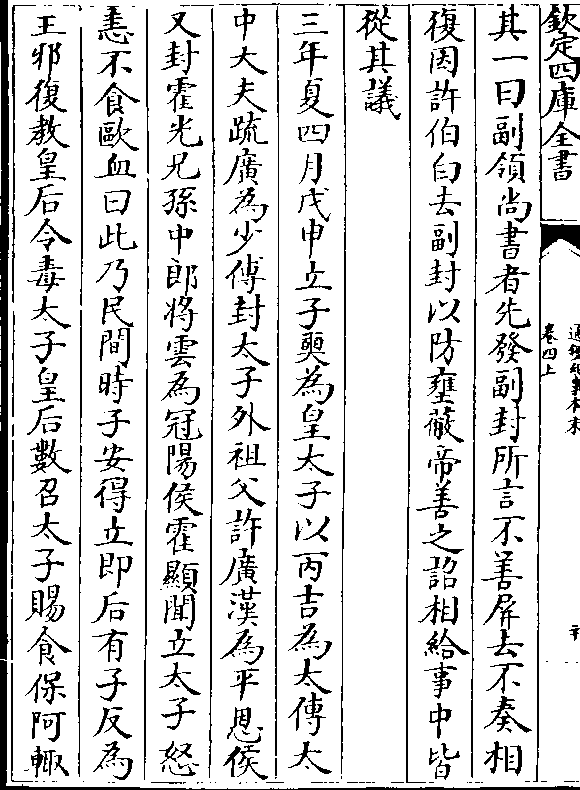 欽定四庫全書
卷四上
其一曰副領尚書者先發副封所言不善屏去不奏相
復因許伯白去副封以防壅蔽帝善之詔相給事中皆
從其議
三年夏四月戊申立子奭為皇太子以丙吉為太傅太
中大夫疏廣為少傅封太子外祖父許廣漢為平恩侯
又封霍光兄孫中郎將雲為冠陽侯霍顯聞立太子怒
恚不食歐血曰此乃民間時子安得立即后有子反為
王邪復教皇后令毒太子皇后數召太子賜食保阿輙